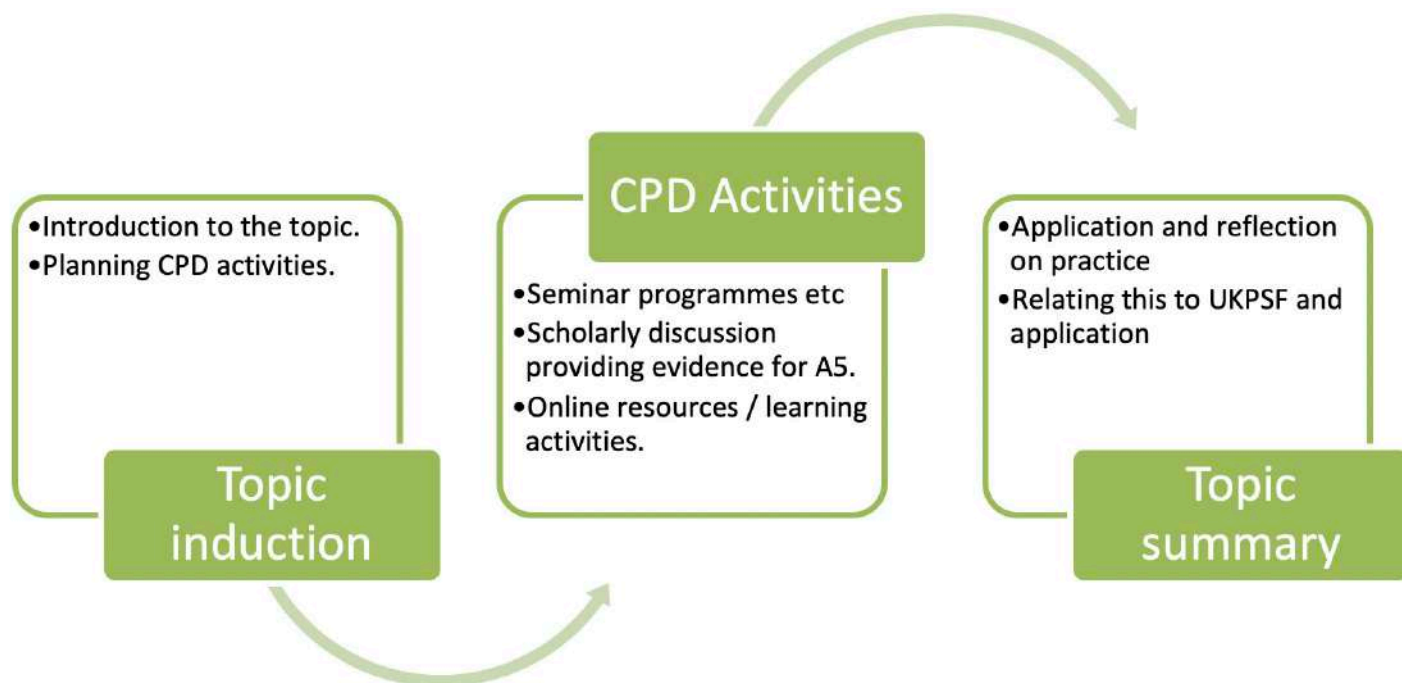 •Introduction to the topic.
•Planning CPD activities.
Topic
induction
CPD Activities
•Seminar programmes etc
•Scholarly discussion
providing evidence for A5.
•Online resources / learning
activities.
•Application and reflection
on practice
•Relating this to UKPSF and
application
Topic
summary